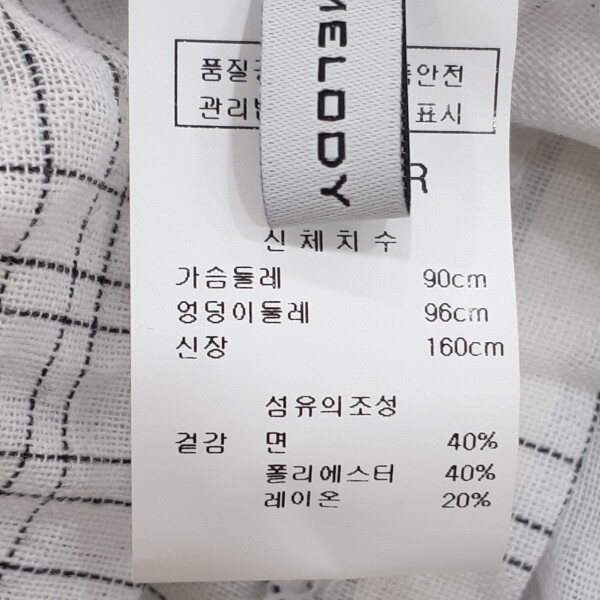 MELODY
품질 안전
관리 표시
R
신체치수
가슴둘레 90cm
엉덩이둘레 96cm
신장 160cm
섬유의조성
겉감 면 40%
폴리에스터 40%
레이온 20%